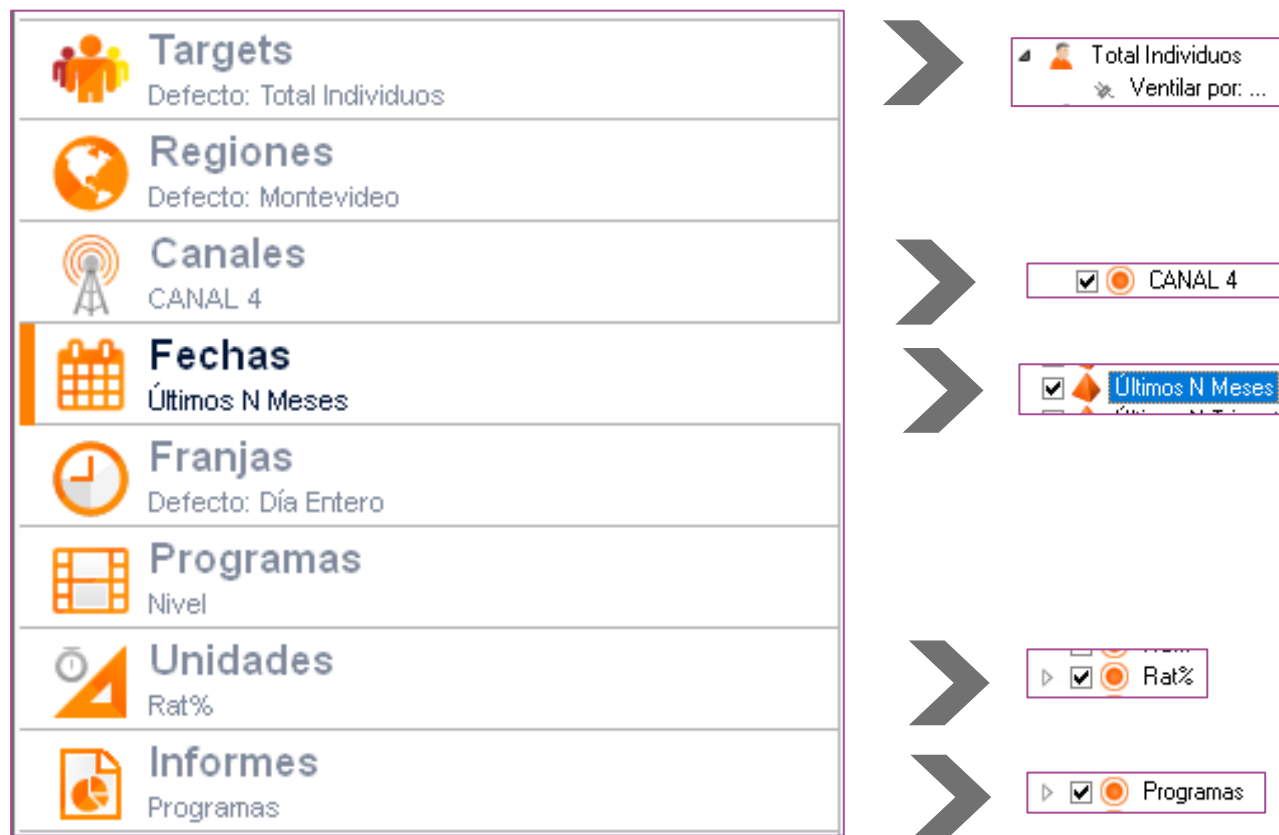 Targets
Defecto: Total Individuos
Total Individuos
Ventilar por: ...
Regiones
Defecto: Montevideo
Canales
CANAL 4
CANAL 4
Fechas
Últimos N Meses
Últimos N Meses
Franjas
Defecto: Día Entero
Programas
Nivel
Unidades
Rat%
Rat%
Informes
Programas
Programas